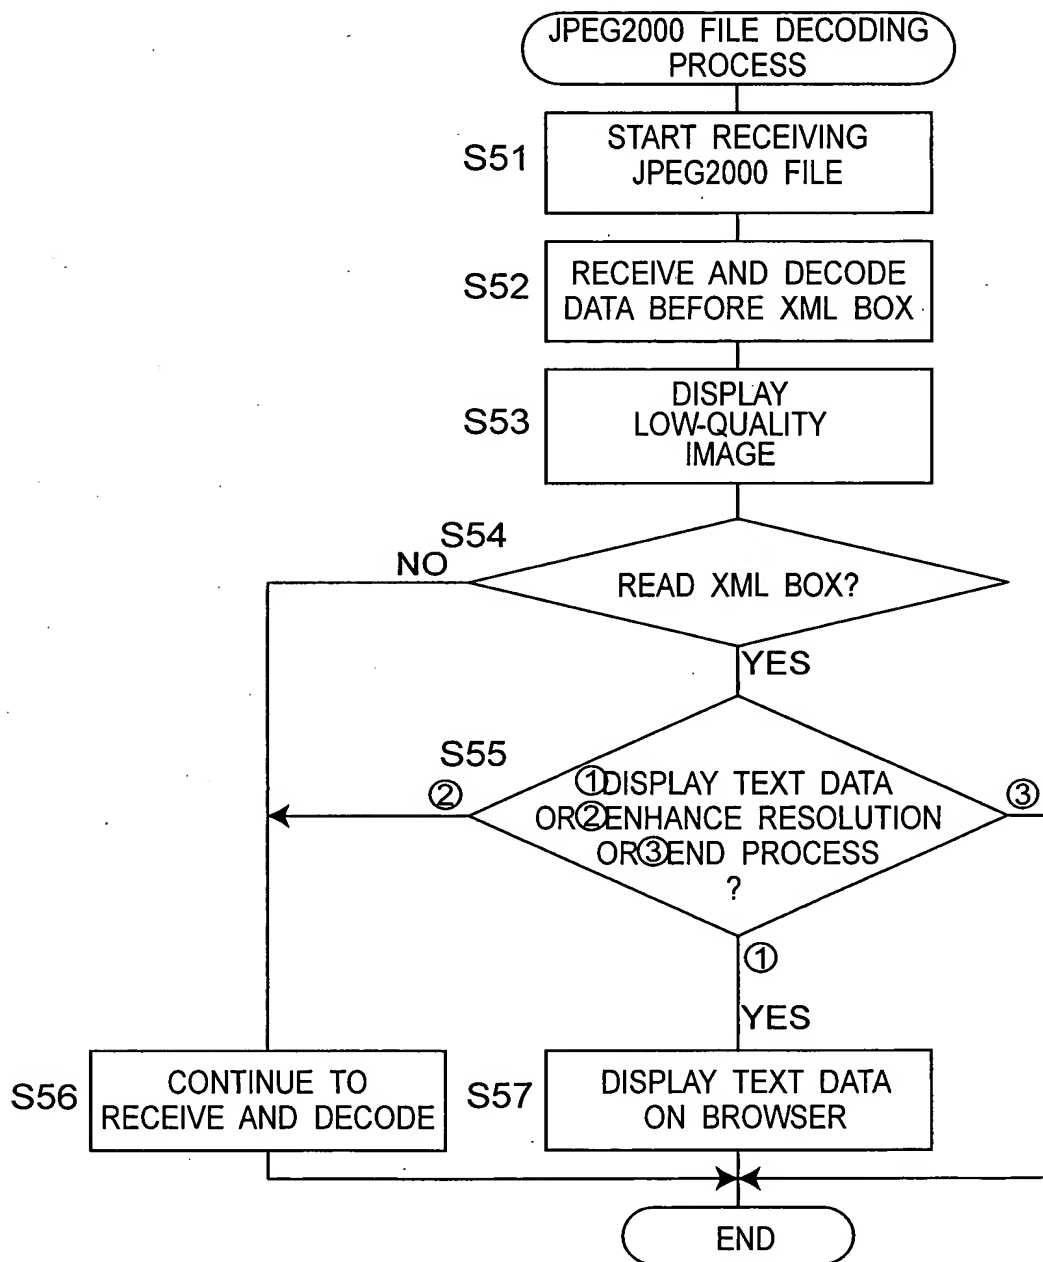 JPEG2000 FILE DECODING
PROCESS
S51
START RECEIVING
JPEG2000 FILE
S52
RECEIVE AND DECODE
DATA BEFORE XML BOX
S53
DISPLAY
LOW-QUALITY
IMAGE
S54
NO
READ XML BOX?
YES
S55
②
①DISPLAY TEXT DATA
OR②ENHANCE RESOLUTION
OR③END PROCESS
?
③
①
YES
S56
CONTINUE TO
RECEIVE AND DECODE
S57
DISPLAY TEXT DATA
ON BROWSER
END